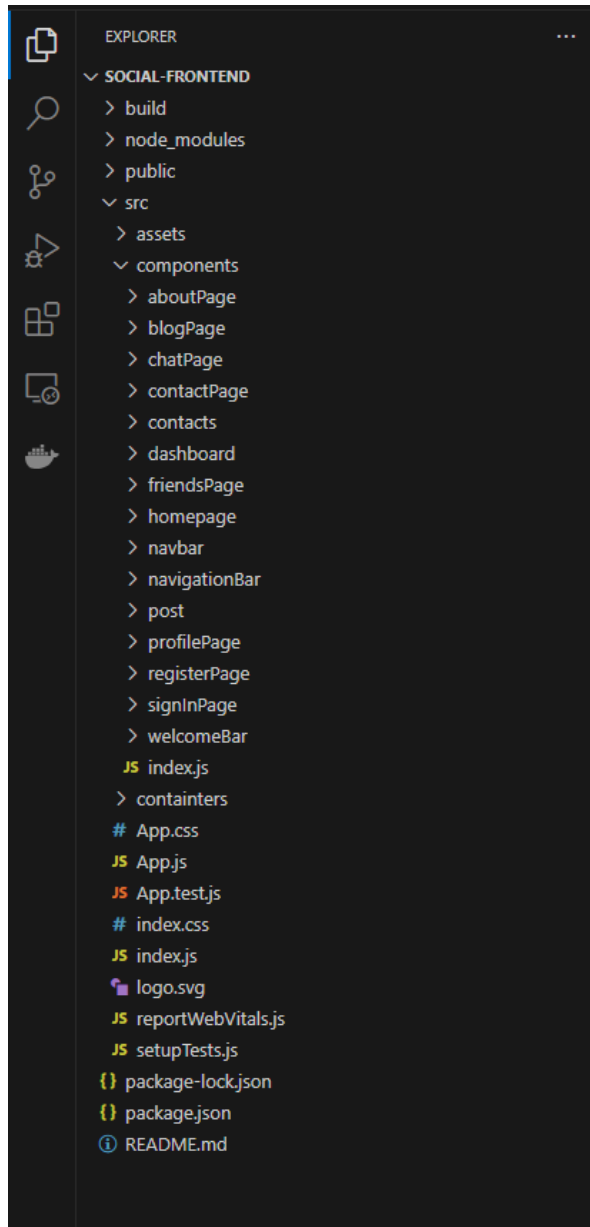 EXPLORER
SOCIAL-FRONTEND
build
node_modules
public
src
assets
components
aboutPage
blogPage
chatPage
contactPage
contacts
dashboard
friendsPage
homepage
navbar
navigationBar
post
profilePage
registerPage
signInPage
welcomeBar
JS index.js
containters
# App.css
JS App.js
JS App.test.js
# index.css
JS index.js
logo.svg
JS reportWebVitals.js
JS setupTests.js
{} package-lock.json
{} package.json
README.md